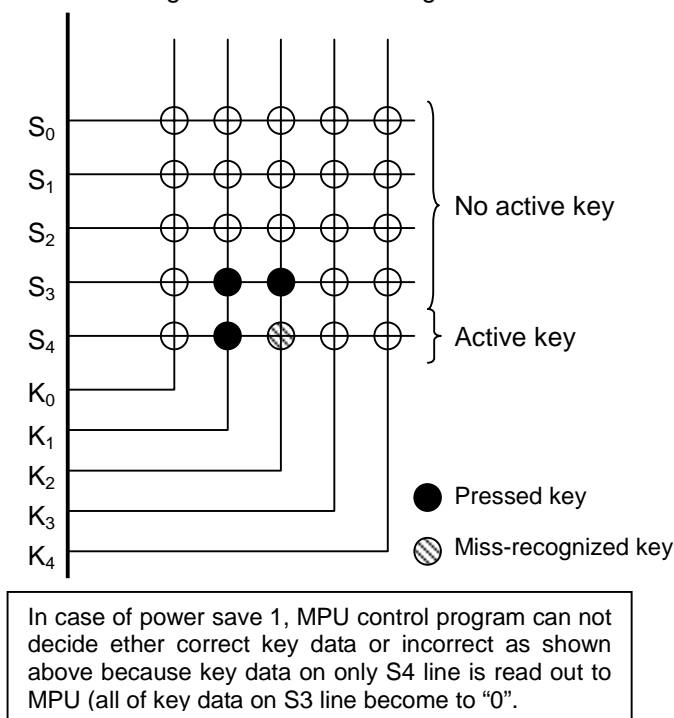 S0
S1
S2
No active key
S3
S4
Active key
K0
K1
K2
K3
K4
Pressed key
Miss-recognized key
In case of power save 1, MPU control program can not
decide ether correct key data or incorrect as shown
above because key data on only S4 line is read out to
MPU (all of key data on S3 line become to “0”.